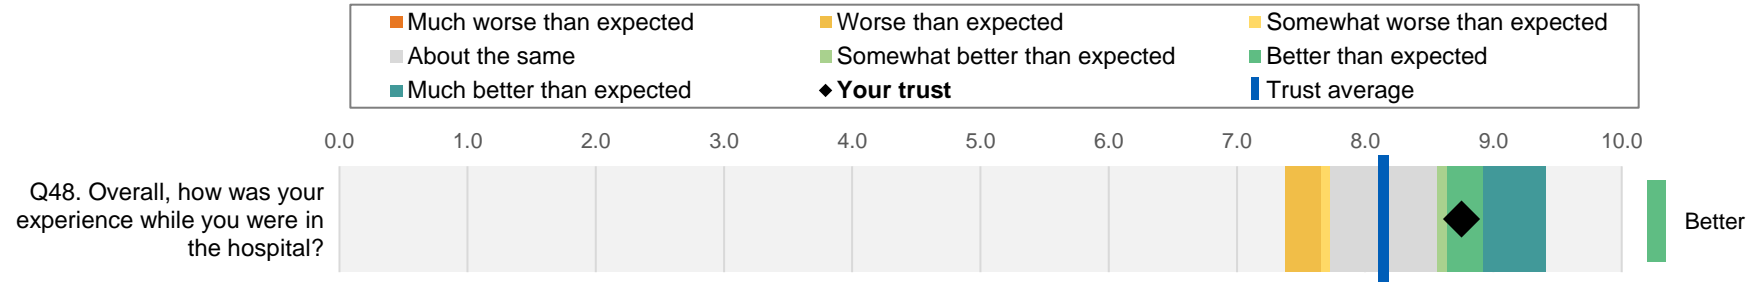 Much worse than expected
Worse than expected
Somewhat worse than expected
About the same
Somewhat better than expected
Better than expected
Much better than expected
Your trust
Trust average
0.0 1.0 2.0 3.0 4.0 5.0 6.0 7.0 8.0 9.0 10.0
Q48. Overall, how was your
experience while you were in
the hospital?
Better